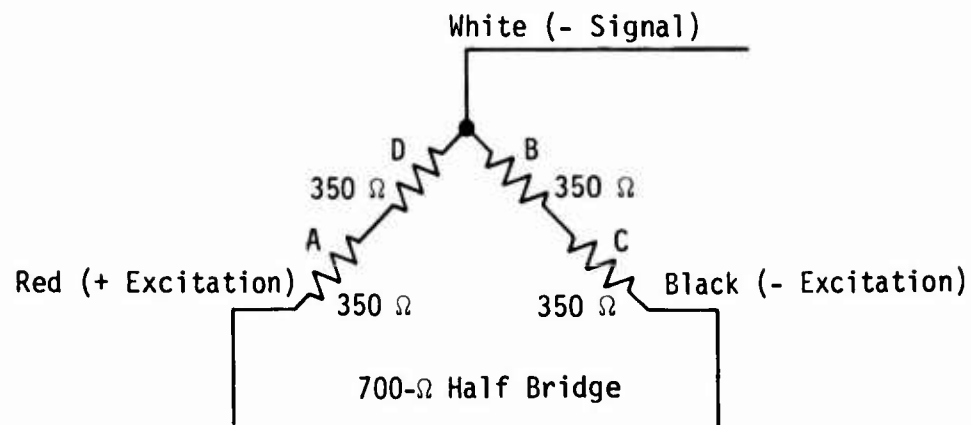 White (- Signal)
D
B
350 Ω
350 Ω
A
C
Red (+ Excitation)
Black (- Excitation)
350 Ω
350 Ω
700-Ω Half Bridge